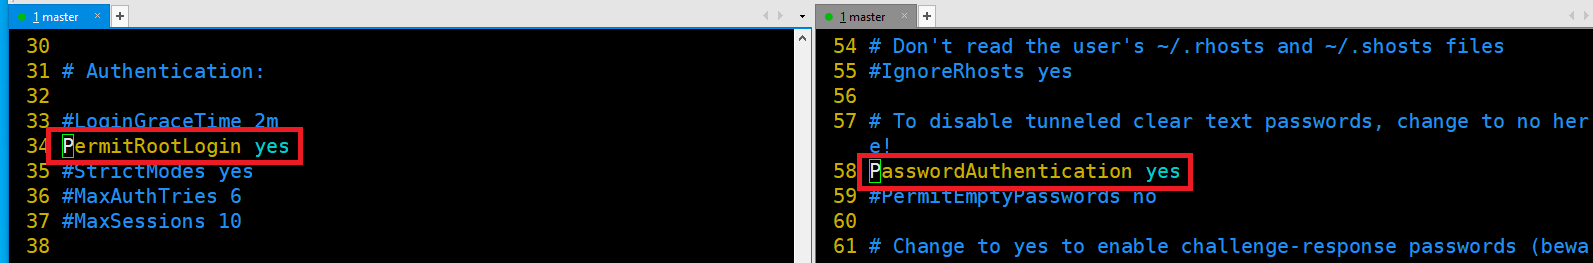 1 master
30
31 # Authentication:
32
33 #LoginGraceTime 2m
34 PermitRootLogin yes
35 #StrictModes yes
36 #MaxAuthTries 6
37 #MaxSessions 10
38
1 master
54 # Don't read the user's ~/.rhosts and ~/.shosts files
55 #IgnoreRhosts yes
56
57 # To disable tunneled clear text passwords, change to no her
e!
58 PasswordAuthentication yes
59 #PermitEmptyPasswords no
60
61 # Change to yes to enable challenge-response passwords (bewa